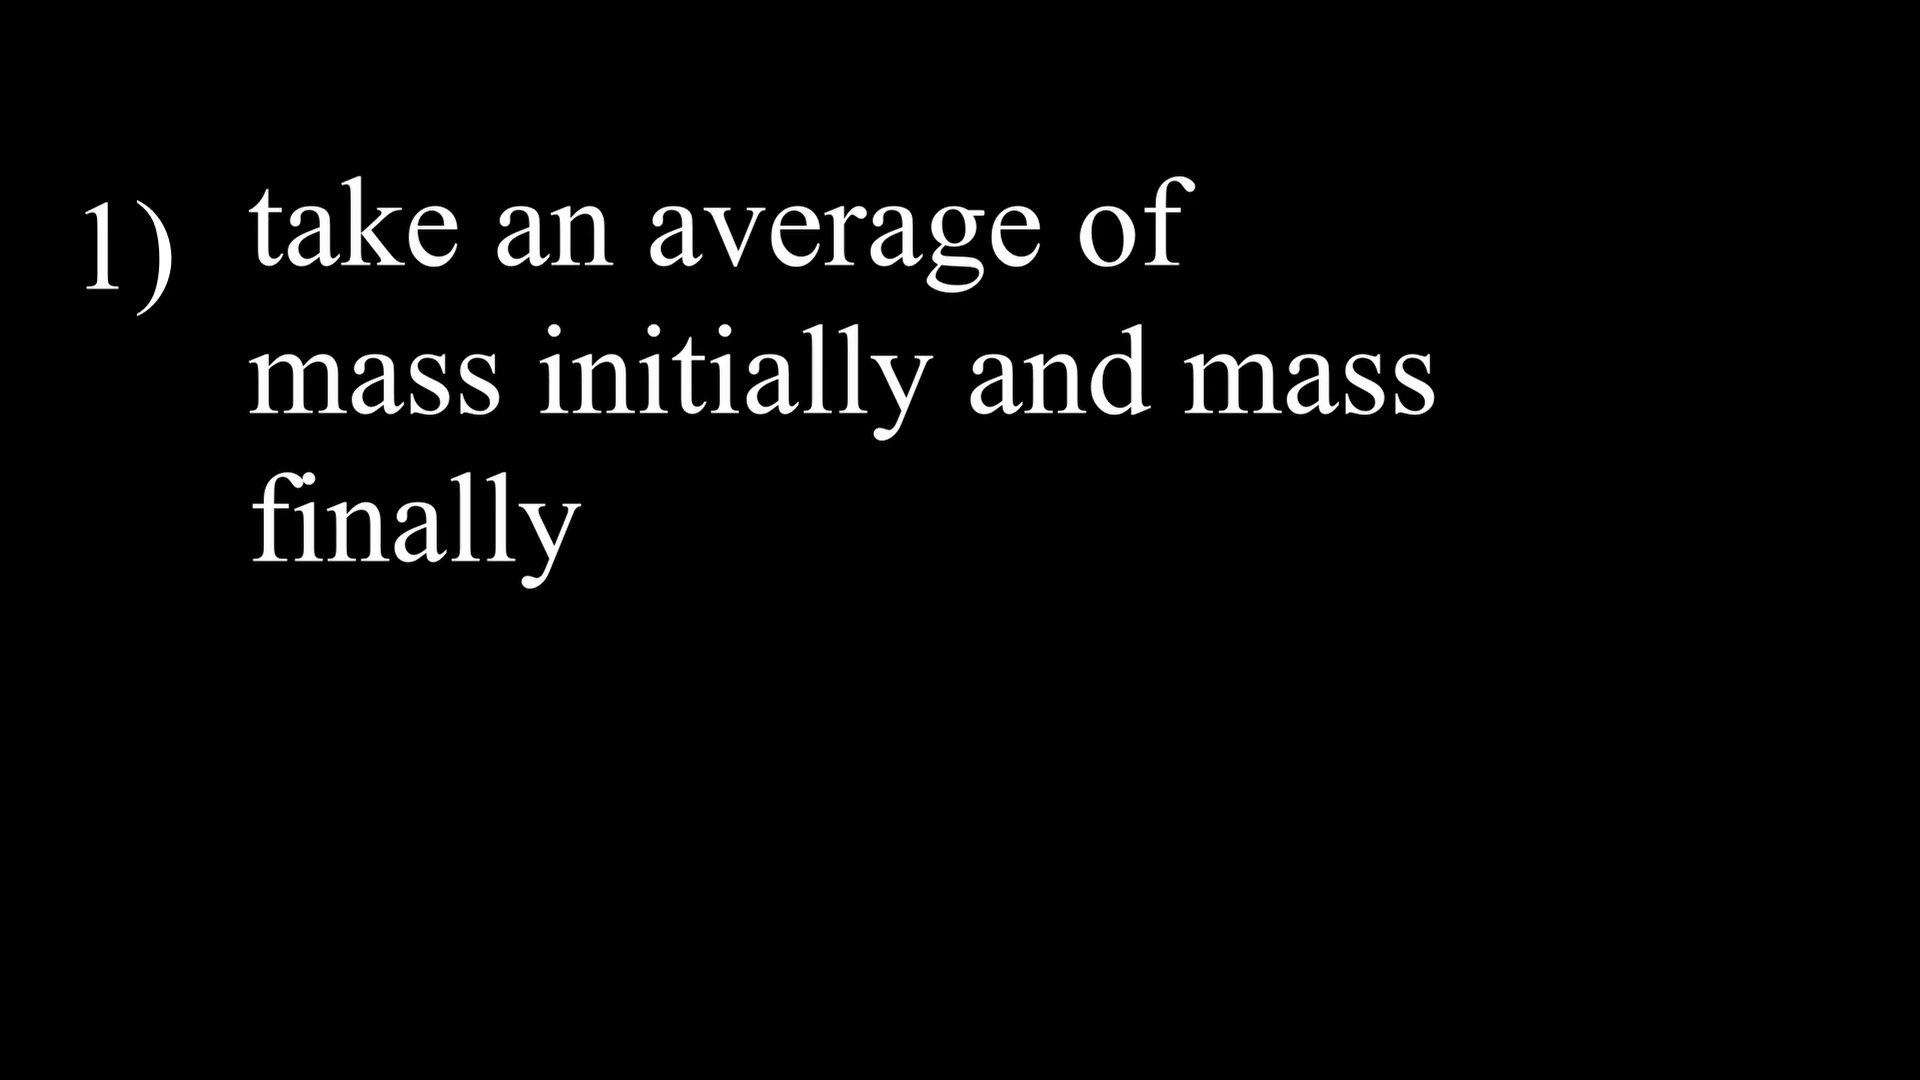 1) take an average of
mass initially and mass
finally